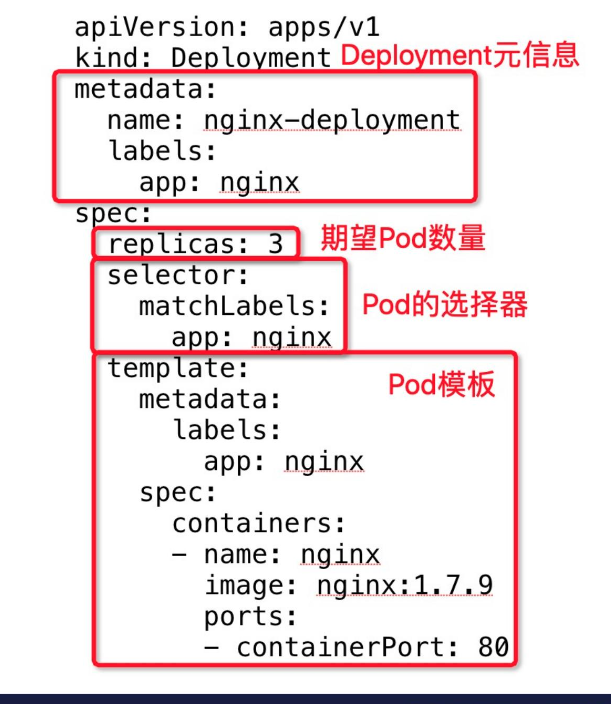 apiVersion: apps/v1
kind: Deployment Deployment元信息
metadata:
  name: nginx-deployment
  labels:
    app: nginx
spec:
  replicas: 3 期望Pod数量
  selector:
    matchLabels: Pod的选择器
      app: nginx
  template:
    metadata: Pod模板
      labels:
        app: nginx
    spec:
      containers:
      - name: nginx
        image: nginx:1.7.9
        ports:
        - containerPort: 80